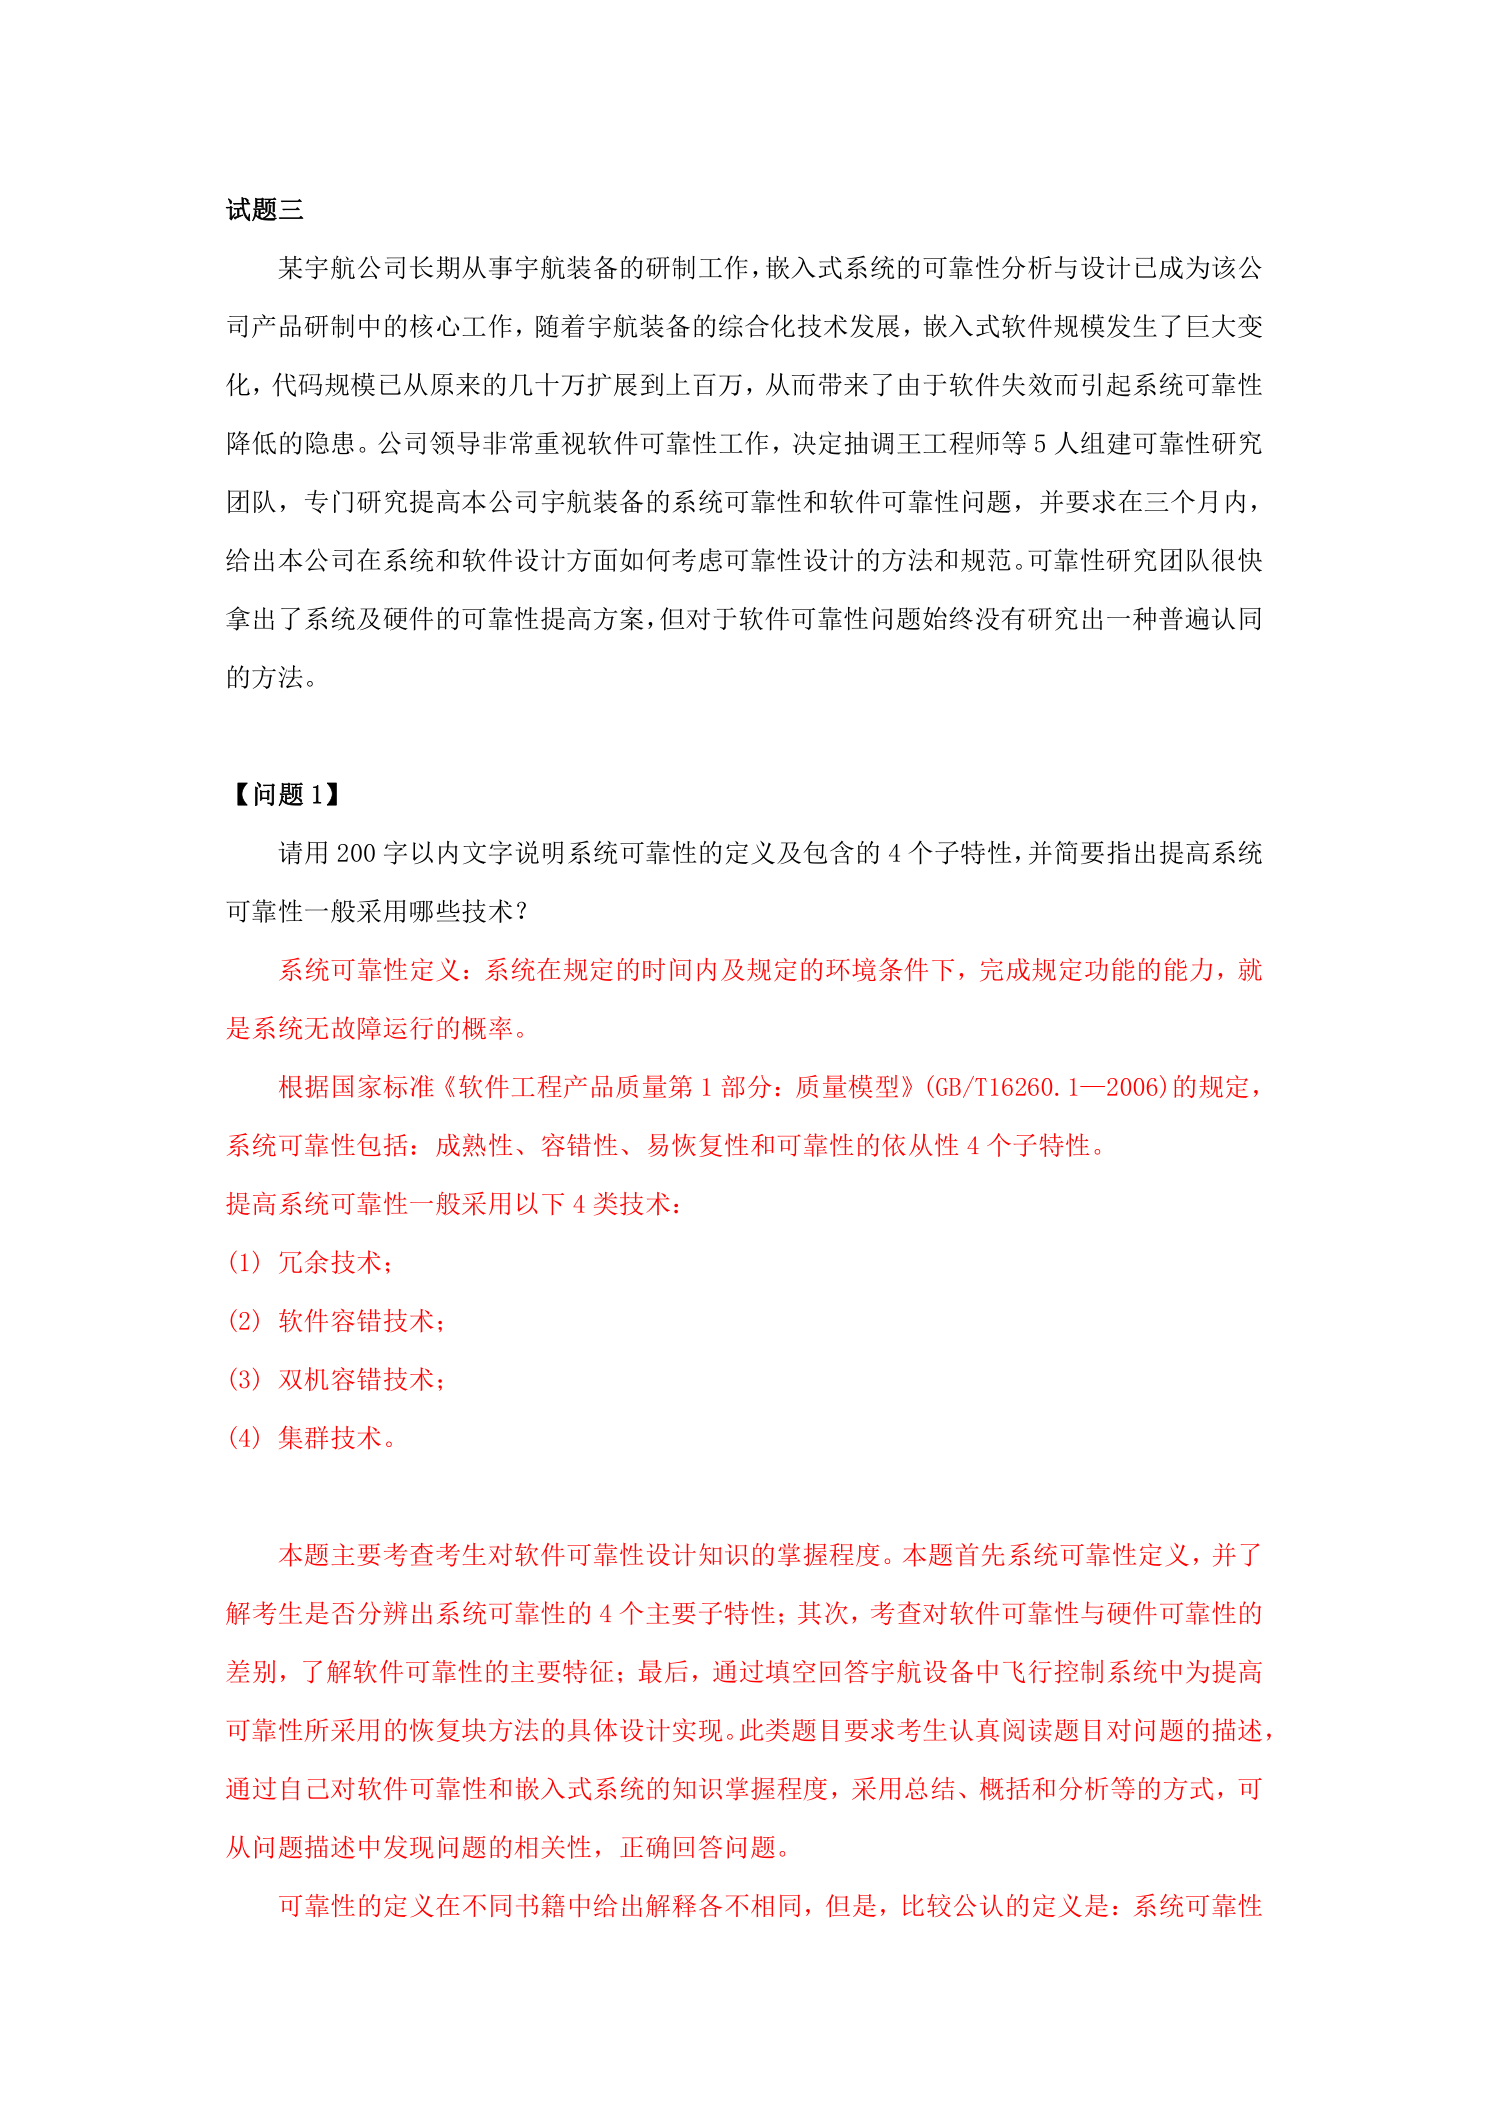 试题三
某宇航公司长期从事宇航装备的研制工作,嵌入式系统的可靠性分析与设计已成为该公
司产品研制中的核心工作，随着宇航装备的综合化技术发展，嵌入式软件规模发生了巨大变
化，代码规模已从原来的几十万扩展到上百万，从而带来了由于软件失效而引起系统可靠性
降低的隐患。公司领导非常重视软件可靠性工作，决定抽调王工程师等 5 人组建可靠性研究
团队，专门研究提高本公司宇航装备的系统可靠性和软件可靠性问题，并要求在三个月内，
给出本公司在系统和软件设计方面如何考虑可靠性设计的方法和规范。可靠性研究团队很快
拿出了系统及硬件的可靠性提高方案,但对于软件可靠性问题始终没有研究出一种普遍认同
的方法。
【问题 1】
请用 200 字以内文字说明系统可靠性的定义及包含的 4 个子特性,并简要指出提高系统
可靠性一般采用哪些技术?
系统可靠性定义：系统在规定的时间内及规定的环境条件下，完成规定功能的能力，就
是系统无故障运行的概率。
根据国家标准《软件工程产品质量第 1 部分：质量模型》(GB/T16260.1—2006)的规定，
系统可靠性包括：成熟性、容错性、易恢复性和可靠性的依从性 4 个子特性。
提高系统可靠性一般采用以下 4 类技术：
(1) 冗余技术；
(2) 软件容错技术；
(3) 双机容错技术；
(4) 集群技术。
本题主要考查考生对软件可靠性设计知识的掌握程度。本题首先系统可靠性定义，并了
解考生是否分辨出系统可靠性的 4 个主要子特性；其次，考查对软件可靠性与硬件可靠性的
差别，了解软件可靠性的主要特征；最后，通过填空回答宇航设备中飞行控制系统中为提高
可靠性所采用的恢复块方法的具体设计实现。此类题目要求考生认真阅读题目对问题的描述，
通过自己对软件可靠性和嵌入式系统的知识掌握程度，采用总结、概括和分析等的方式，可
从问题描述中发现问题的相关性，正确回答问题。
可靠性的定义在不同书籍中给出解释各不相同，但是，比较公认的定义是：系统可靠性